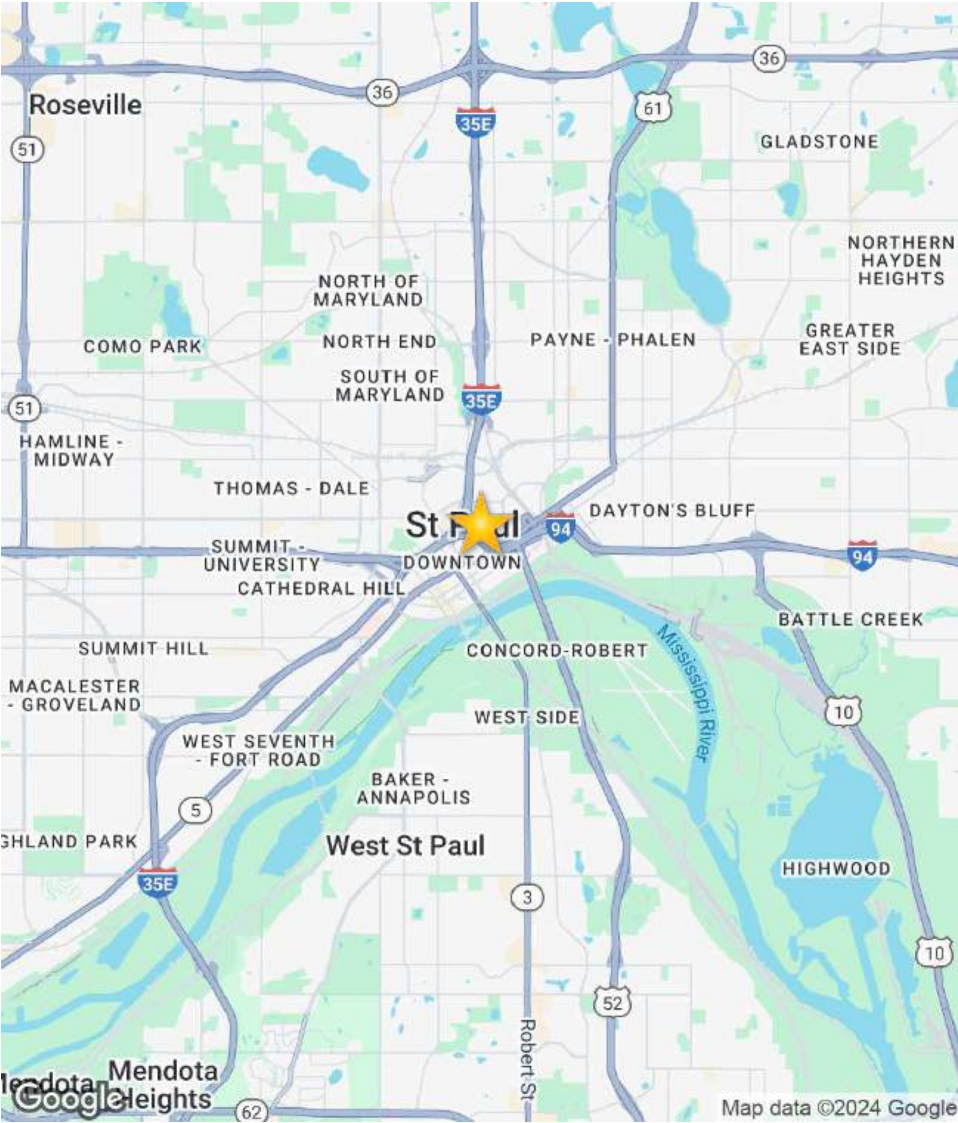 36
36
Roseville
35E
61
51
GLADSTONE
NORTHERN
HAYDEN
HEIGHTS
NORTH OF
MARYLAND
COMO PARK
NORTH END
PAYNE - PHALEN
GREATER
EAST SIDE
SOUTH OF
MARYLAND
35E
51
HAMLINE -
MIDWAY
THOMAS - DALE
DAYTON'S BLUFF
St Paul
94
94
SUMMIT -
UNIVERSITY
DOWNTOWN
CATHEDRAL HILL
BATTLE CREEK
SUMMIT HILL
CONCORD-ROBERT
Mississippi River
MACALESTER
- GROVELAND
10
WEST SIDE
WEST SEVENTH
- FORT ROAD
BAKER -
ANNAPOLIS
5
GHLAND PARK
West St Paul
35E
HIGHWOOD
3
10
52
Robert St
Mendota
Mendota
Heights
Google
62
Map data ©2024 Google